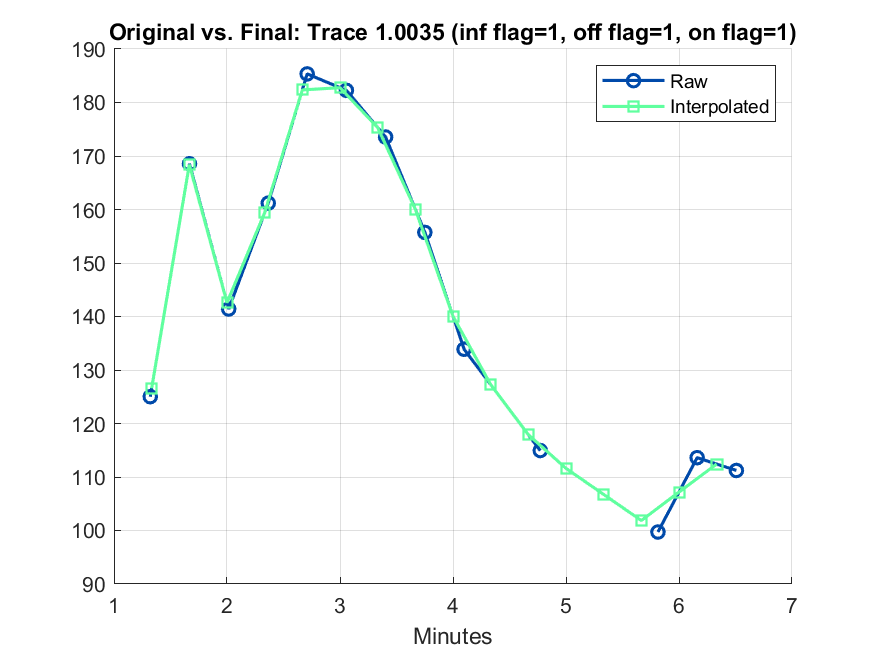 Original vs. Final: Trace 1.0035 (inf flag=1, off flag=1, on flag=1)
190
180
170
160
150
140
130
120
110
100
90
Raw
Interpolated
1 2 3 4 5 6 7
Minutes